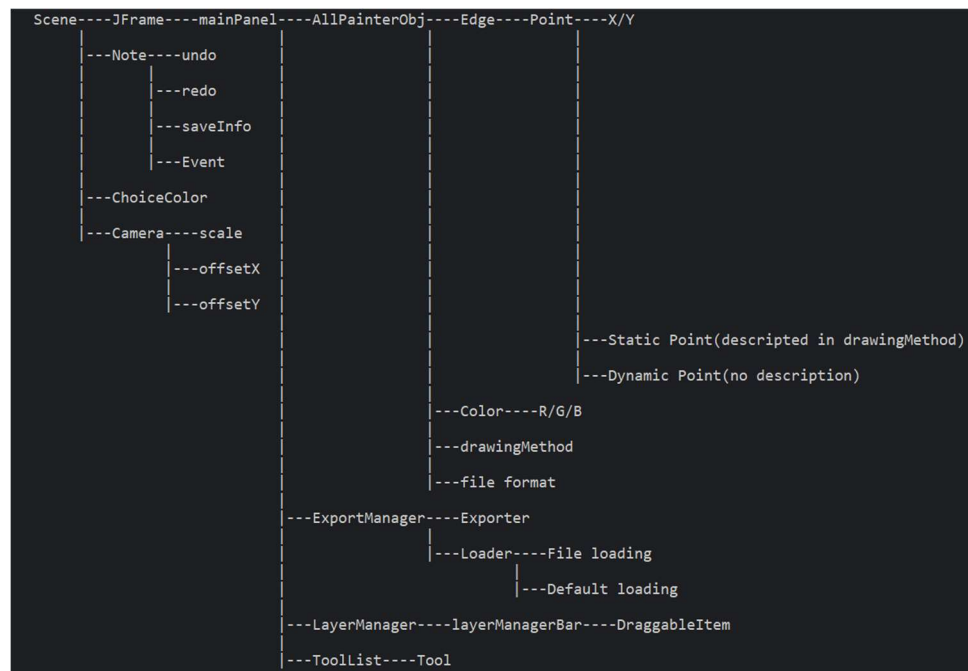 Scene----JFrame----mainPanel----AllPainterObj----Edge----Point----X/Y
|---Note----undo
|---redo
|---saveInfo
|---Event
|---ChoiceColor
|---Camera----scale
|---offsetX
|---offsetY
|---Static Point(descripted in drawingMethod)
|---Dynamic Point(no description)
|---Color----R/G/B
|---drawingMethod
|---file format
|---ExportManager----Exporter
|---Loader----File loading
|---Default loading
|---LayerManager----layerManagerBar----DraggableItem
|---ToolList----Tool